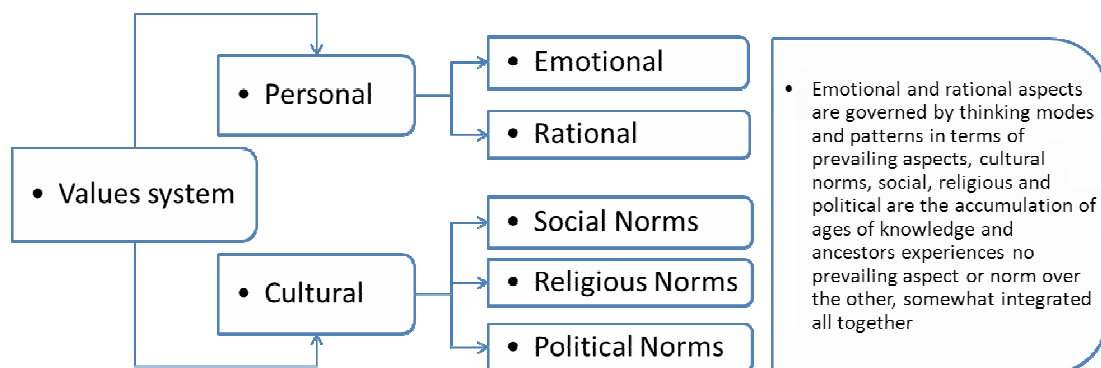 • Values system
• Personal
• Emotional
• Rational
• Cultural
• Social Norms
• Religious Norms
• Political Norms
• Emotional and rational aspects
are governed by thinking modes
and patterns in terms of
prevailing aspects, cultural
norms, social, religious and
political are the accumulation of
ages of knowledge and
ancestors experiences no
prevailing aspect or norm over
the other, somewhat integrated
all together